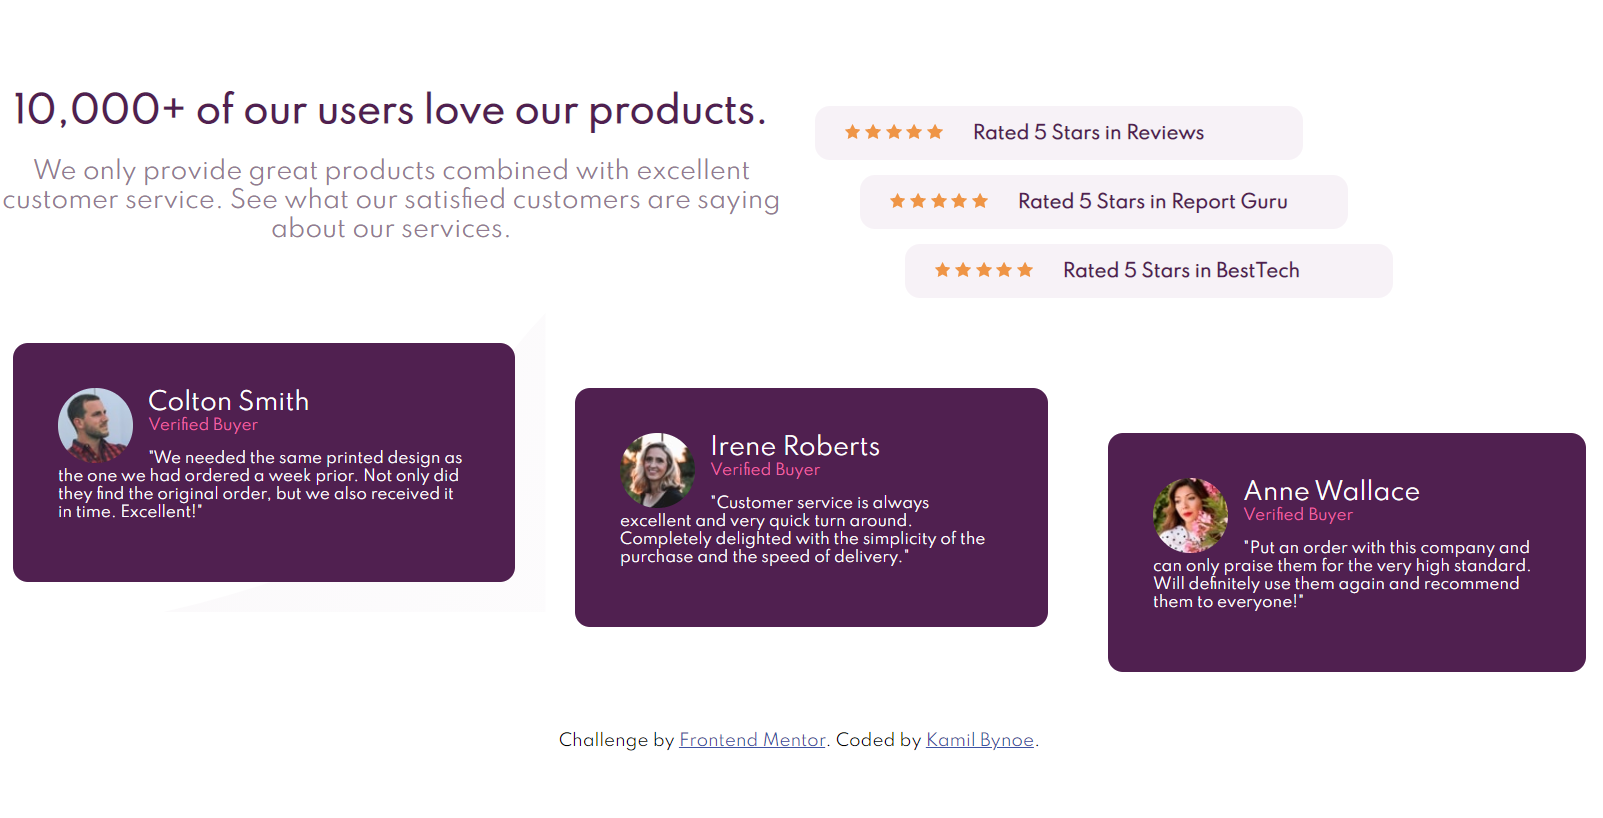 10,000+ of our users love our products.
We only provide great products combined with excellent
customer service. See what our satisfied customers are saying
about our services.
Rated 5 Stars in Reviews
Rated 5 Stars in Report Guru
Rated 5 Stars in BestTech
Colton Smith
Verified Buyer
"We needed the same printed design as
the one we had ordered a week prior. Not only did
they find the original order, but we also received it
in time. Excellent!"
Irene Roberts
Verified Buyer
"Customer service is always
excellent and very quick turn around.
Completely delighted with the simplicity of the
purchase and the speed of delivery."
Anne Wallace
Verified Buyer
"Put an order with this company and
can only praise them for the very high standard.
Will definitely use them again and recommend
them to everyone!"
Challenge by Frontend Mentor. Coded by Kamil Bynoe.